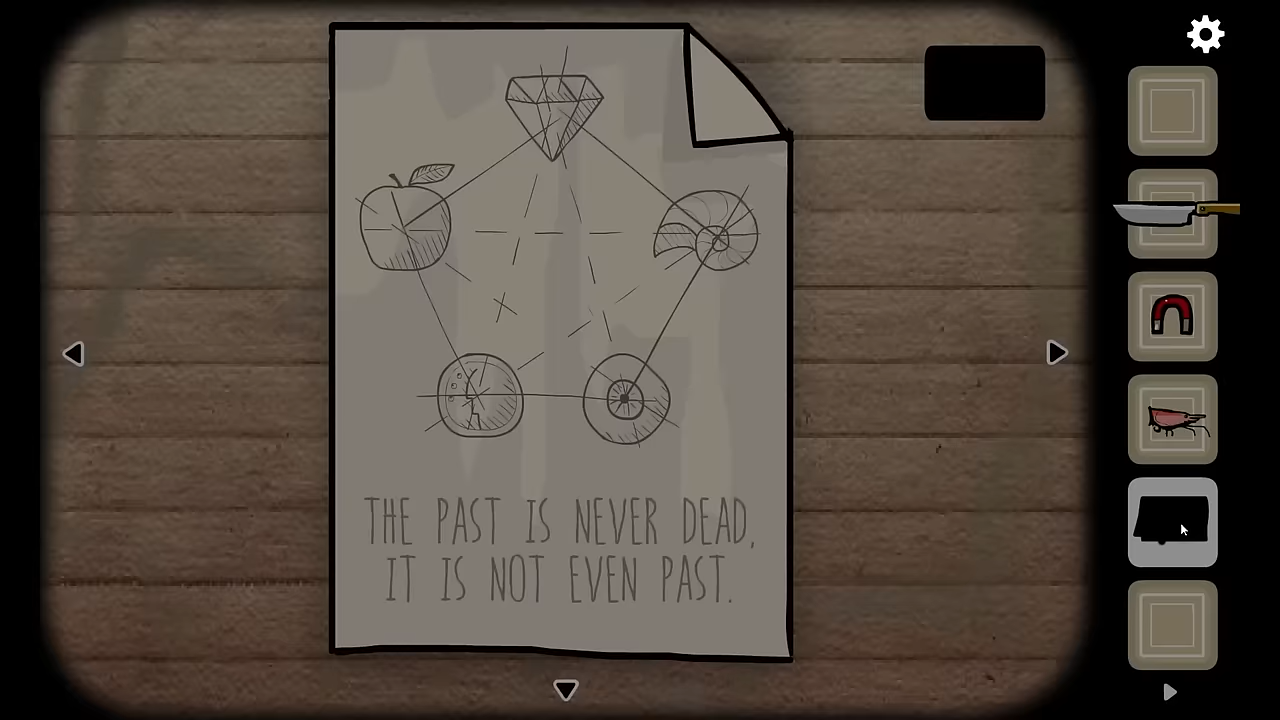 THE PAST IS NEVER DEAD,
IT IS NOT EVEN PAST.